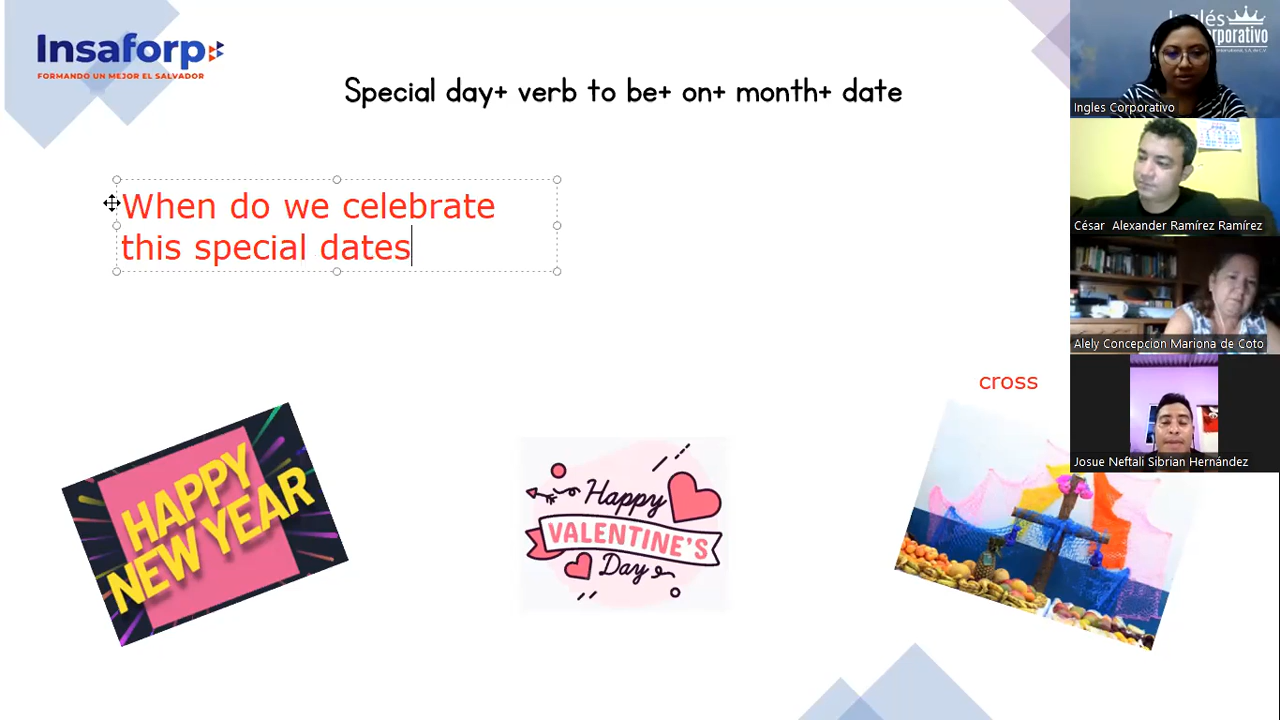 Insaforp
FORMANDO UN MEJOR EL SALVADOR
Special day+ verb to be+ on+ month+ date
When do we celebrate
this special dates
cross
HAPPY
NEW YEAR
Happy
VALENTINE'S
Day
Ingles Corporativo
César Alexander Ramírez Ramírez
Alely Concepcion Mariona de Coto
Josue Neftali Sibrian Hernández